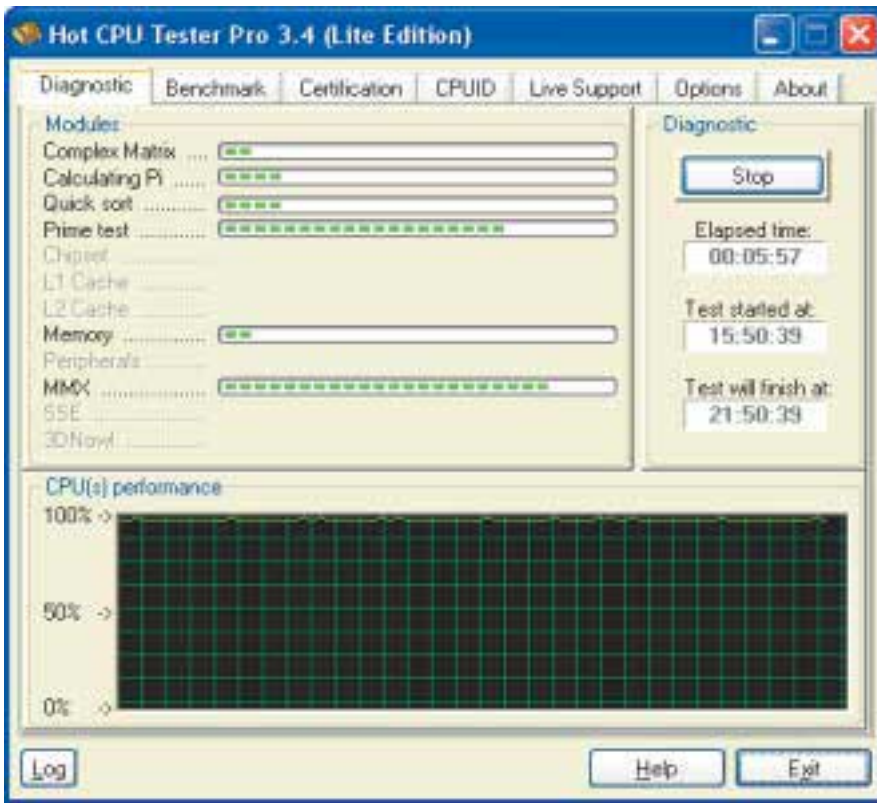 Hot CPU Tester Pro 3.4 (Lite Edition)
Diagnostic Benchmark Certification CPUID Live Support Options About
Modules
Complex Matrix ....
Calculating Pi ......
Quick sort ............
Prime test ............
Chipset ............
L1 Cache ............
L2 Cache ............
Memory ................
Peripherals ............
MMX ....................
SSE ....................
3DNow! ............
Diagnostic
Stop
Elapsed time:
00:05:57
Test started at:
15:50:39
Test will finish at:
21:50:39
CPU(s) performance
100% ->
50% ->
0% ->
Log Help Exit